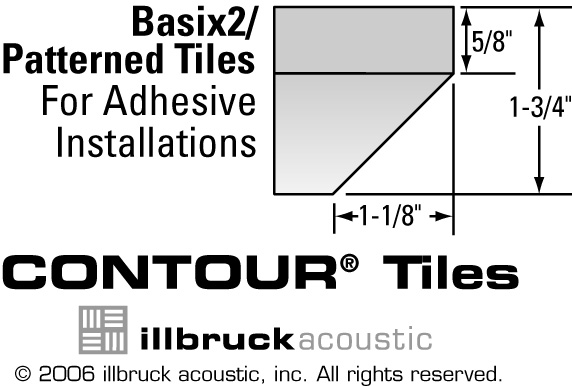 Basix2/
Patterned Tiles
For Adhesive
Installations
5/8"
1-3/4"
1-1/8"
CONTOUR® Tiles
illbruckacoustic
© 2006 illbruck acoustic, inc. All rights reserved.